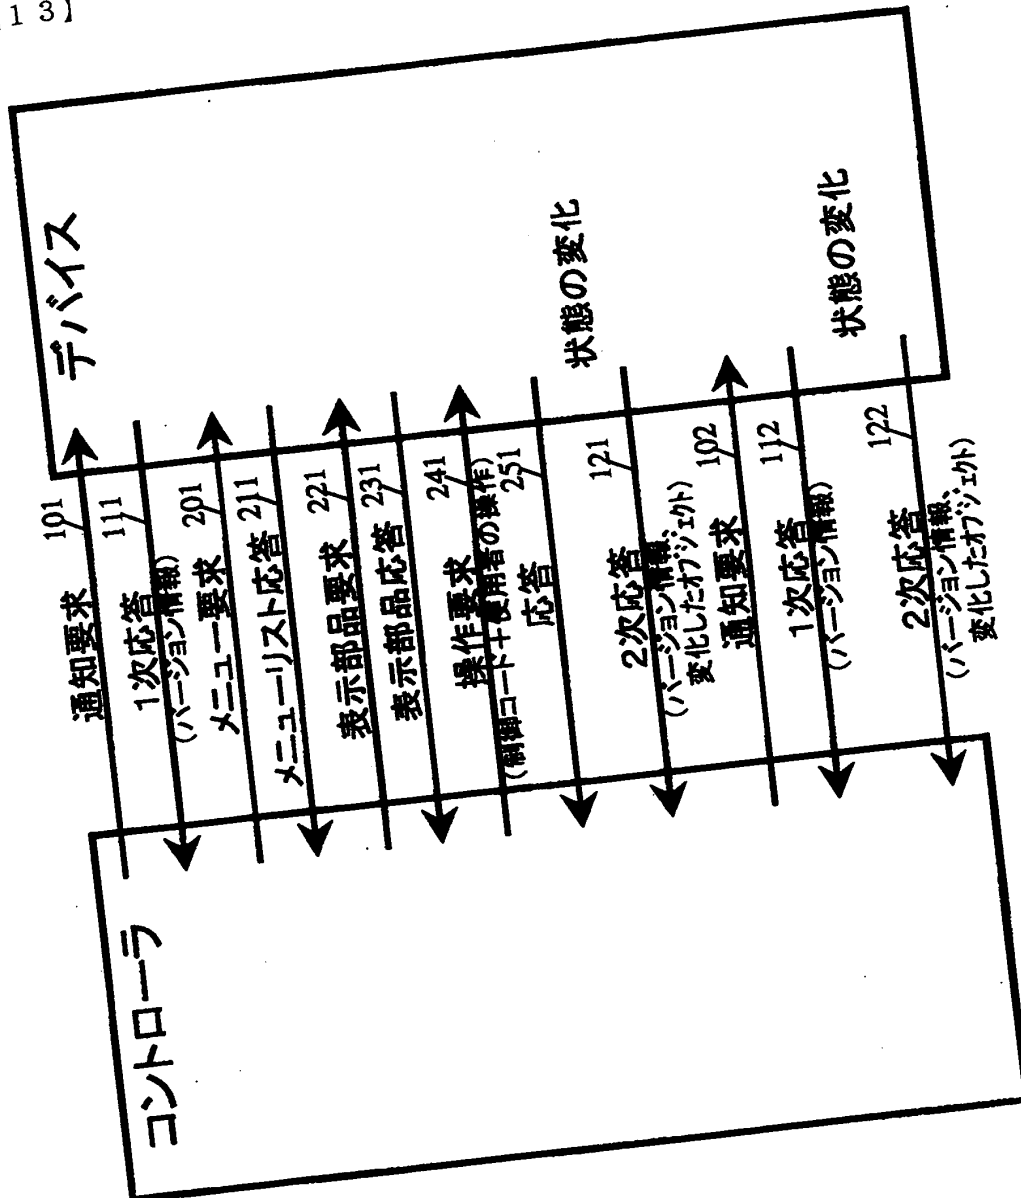 １３】
コントローラ
デバイス
通知要求
101
1次応答
(バージョン情報)
111
メニュー要求
201
メニューリスト応答
211
表示部品要求
221
表示部品応答
231
操作要求
(制御コード＋使用者の操作)
241
応答
251
状態の変化
2次応答
(バージョン情報、
変化したオブジェクト)
121
通知要求
102
1次応答
(バージョン情報)
112
状態の変化
2次応答
(バージョン情報、
変化したオブジェクト)
122